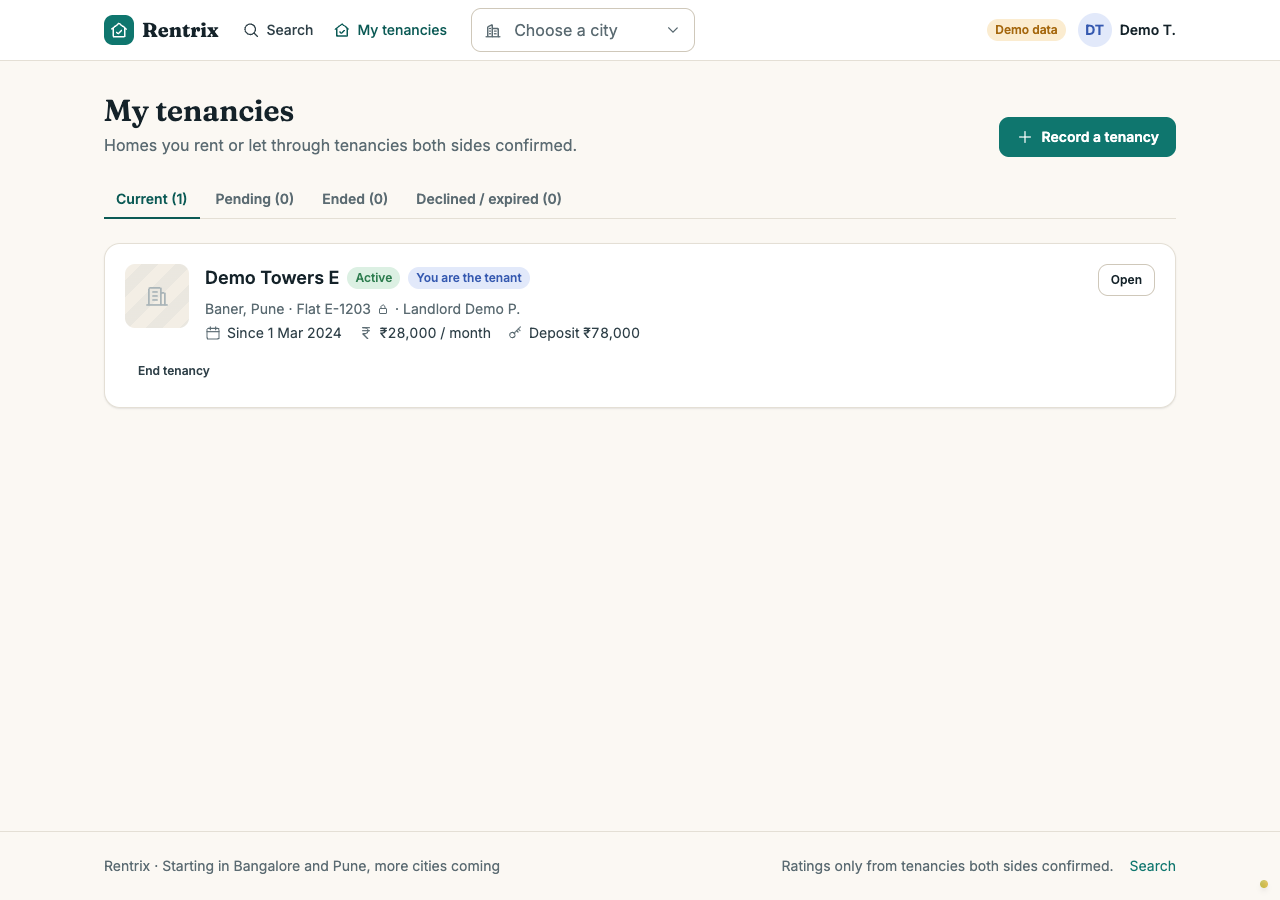 Rentrix
Search
My tenancies
Choose a city
Demo data
DT
Demo T.
My tenancies
Homes you rent or let through tenancies both sides confirmed.
Record a tenancy
Current (1)
Pending (0)
Ended (0)
Declined / expired (0)
Demo Towers E
Active
You are the tenant
Open
Baner, Pune · Flat E-1203 · Landlord Demo P.
Since 1 Mar 2024
₹28,000 / month
Deposit ₹78,000
End tenancy
Rentrix · Starting in Bangalore and Pune, more cities coming
Ratings only from tenancies both sides confirmed.
Search